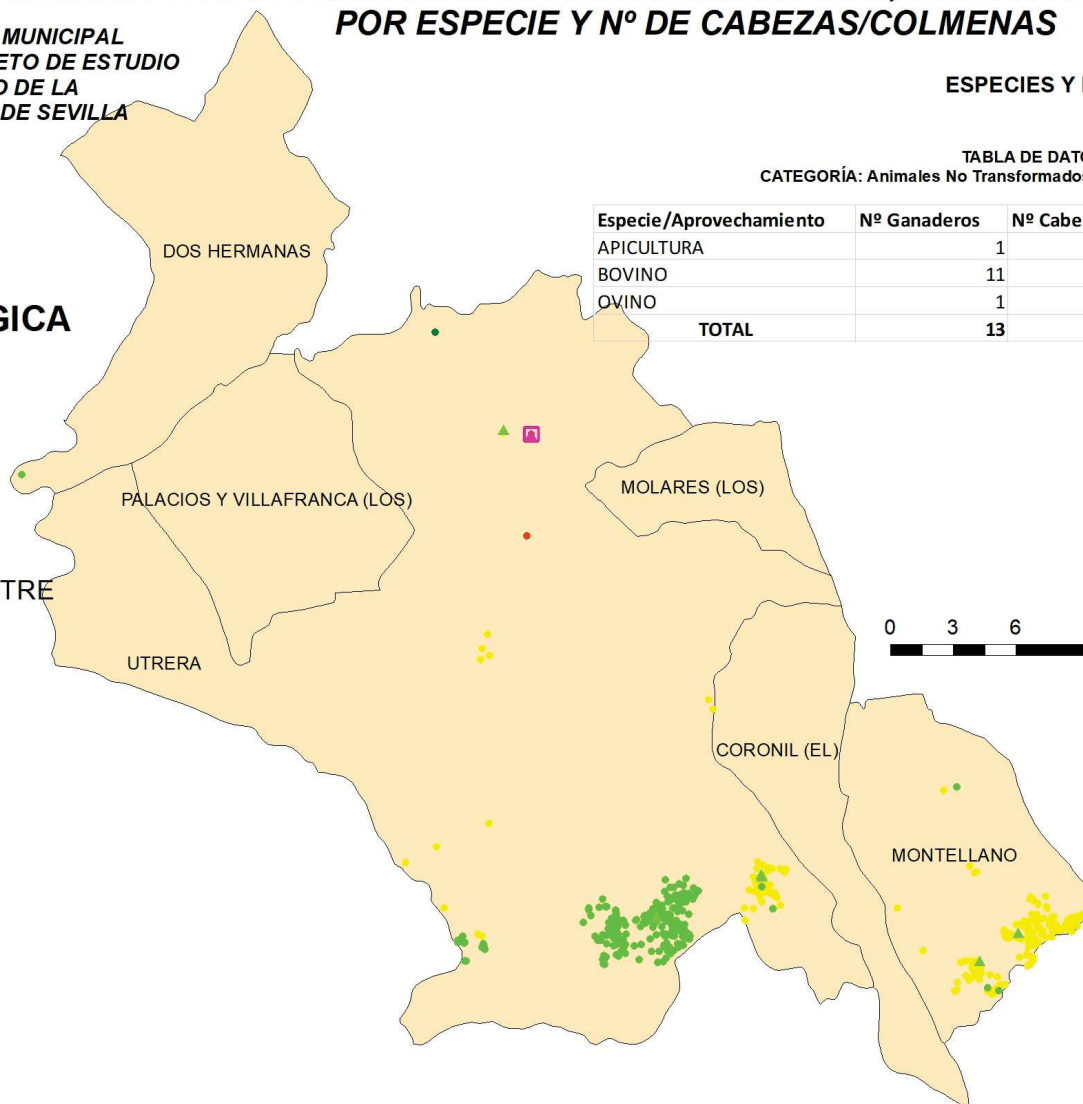 POR ESPECIE Y Nº DE CABEZAS/COLMENAS
MUNICIPAL
ETO DE ESTUDIO
O DE LA
DE SEVILLA
ESPECIES Y
TABLA DE DATO
CATEGORÍA: Animales No Transformados
Especie/Aprovechamiento Nº Ganaderos Nº Cabe
APICULTURA 1
BOVINO 11
OVINO 1
TOTAL 13
DOS HERMANAS
GICA
PALACIOS Y VILLAFRANCA (LOS)
MOLARES (LOS)
TRE
0 3 6
UTRERA
CORONIL (EL)
MONTELLANO